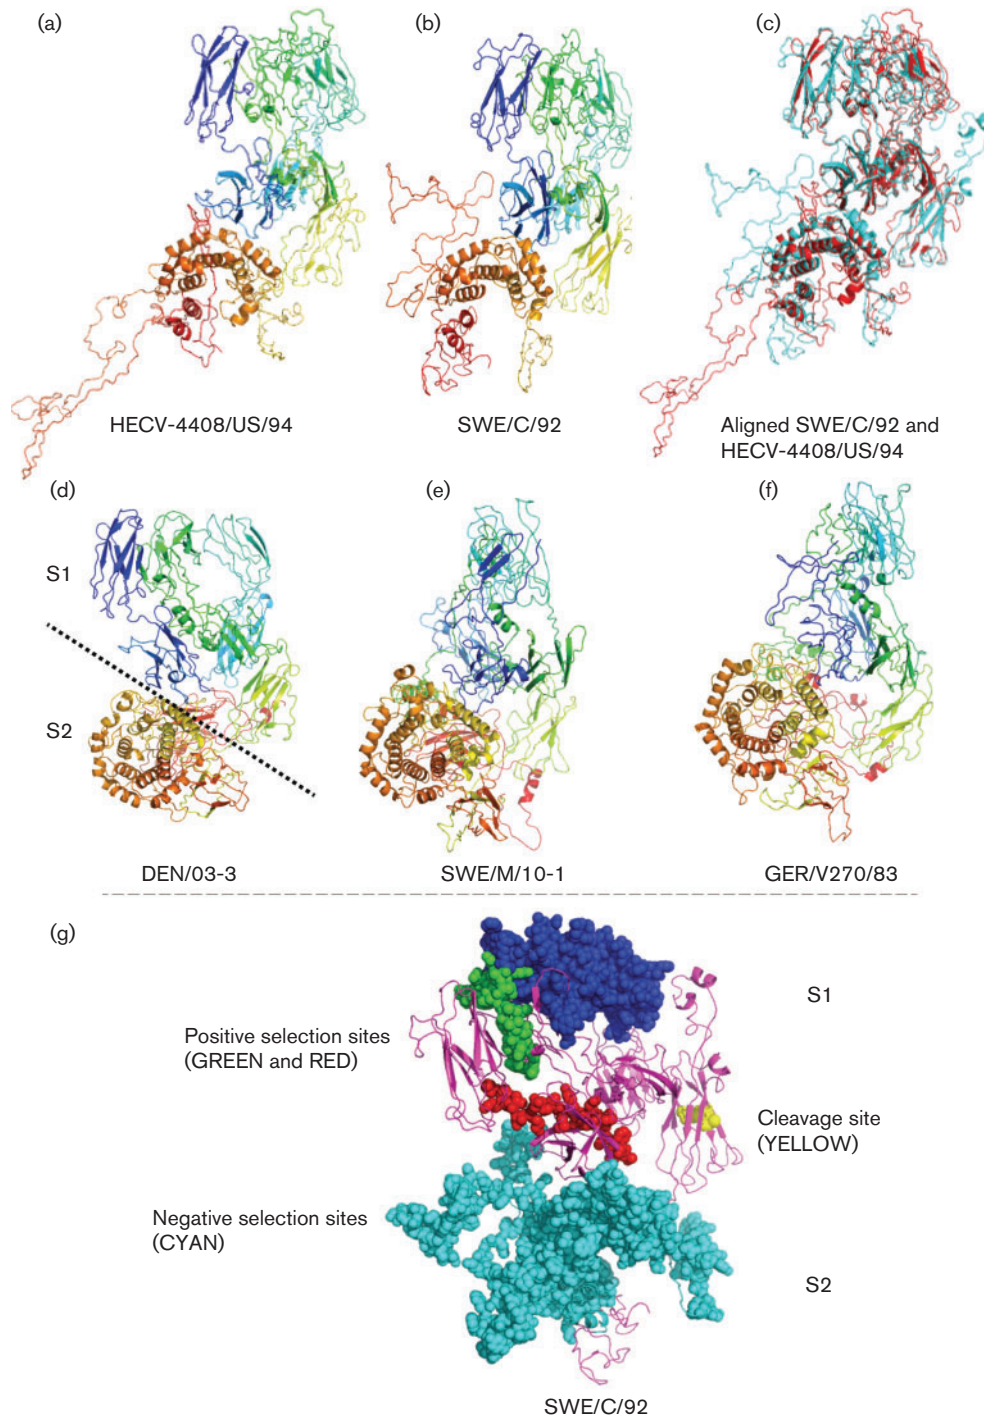 (a)
(b)
(c)
HECV-4408/US/94
SWE/C/92
Aligned SWE/C/92 and
HECV-4408/US/94
(d)
(e)
(f)
S1
S2
DEN/03-3
SWE/M/10-1
GER/V270/83
(g)
S1
Positive selection sites
(GREEN and RED)
Cleavage site
(YELLOW)
Negative selection sites
(CYAN)
S2
SWE/C/92